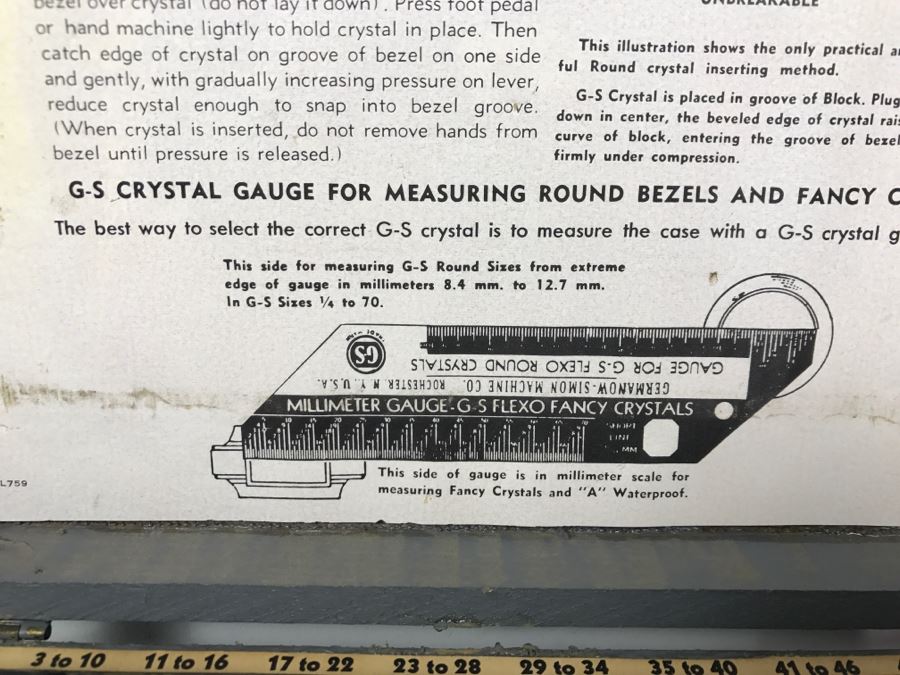 bezel over crystal (do not lay it down). Press foot pedal
or hand machine lightly to hold crystal in place. Then
catch edge of crystal on groove of bezel on one side
and gently, with gradually increasing pressure on lever,
reduce crystal enough to snap into bezel groove.
(When crystal is inserted, do not remove hands from
bezel until pressure is released.)
UNBREAKABLE
This illustration shows the only practical
ful Round crystal inserting method.
G-S Crystal is placed in groove of Block. Plug
down in center, the beveled edge of crystal
curve of block, entering the groove of bezel
firmly under compression.
G-S CRYSTAL GAUGE FOR MEASURING ROUND BEZELS AND FANCY C
The best way to select the correct G-S crystal is to measure the case with a G-S crystal g
This side for measuring G-S Round Sizes from extreme
edge of gauge in millimeters 8.4 mm. to 12.7 mm.
In G-S Sizes ¼ to 70.
GS
GAUGE FOR G-S FLEXO ROUND CRYSTALS
GERMANOW-SIMON MACHINE CO. ROCHESTER N.Y. U.S.A.
MILLIMETER GAUGE-G S FLEXO FANCY CRYSTALS
MM
This side of gauge is in millimeter scale for
measuring Fancy Crystals and "A" Waterproof.
L759
3 to 10 11 to 16 17 to 22 23 to 28 29 to 34 35 to 40 41 to 46